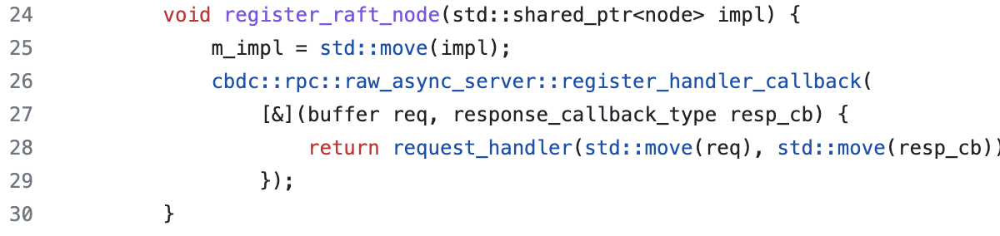 24 void register_raft_node(std::shared_ptr<node> impl) {
25 m_impl = std::move(impl);
26 cbdc::rpc::raw_async_server::register_handler_callback(
27 [&](buffer req, response_callback_type resp_cb) {
28 return request_handler(std::move(req), std::move(resp_cb))
29 });
30 }